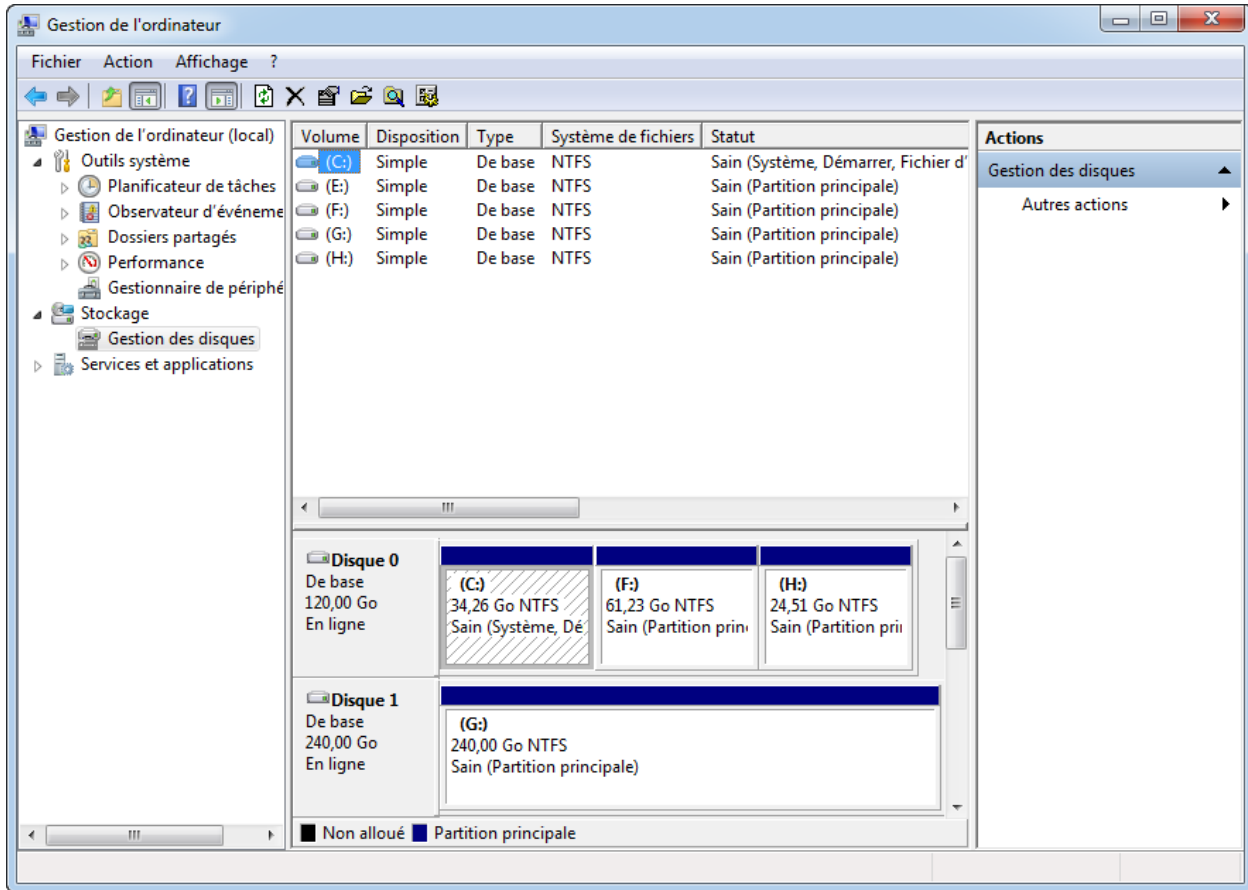 Gestion de l'ordinateur
Fichier Action Affichage ?
Gestion de l'ordinateur (local)
Outils système
Planificateur de tâches
Observateur d'événeme
Dossiers partagés
Performance
Gestionnaire de périphé
Stockage
Gestion des disques
Services et applications
Volume Disposition Type Système de fichiers Statut
(C:) Simple De base NTFS Sain (Système, Démarrer, Fichier d'
(E:) Simple De base NTFS Sain (Partition principale)
(F:) Simple De base NTFS Sain (Partition principale)
(G:) Simple De base NTFS Sain (Partition principale)
(H:) Simple De base NTFS Sain (Partition principale)
Disque 0
De base
120,00 Go
En ligne
(C:)
34,26 Go NTFS
Sain (Système, Dé
(F:)
61,23 Go NTFS
Sain (Partition prin
(H:)
24,51 Go NTFS
Sain (Partition pri
Disque 1
De base
240,00 Go
En ligne
(G:)
240,00 Go NTFS
Sain (Partition principale)
Non alloué Partition principale
Actions
Gestion des disques
Autres actions